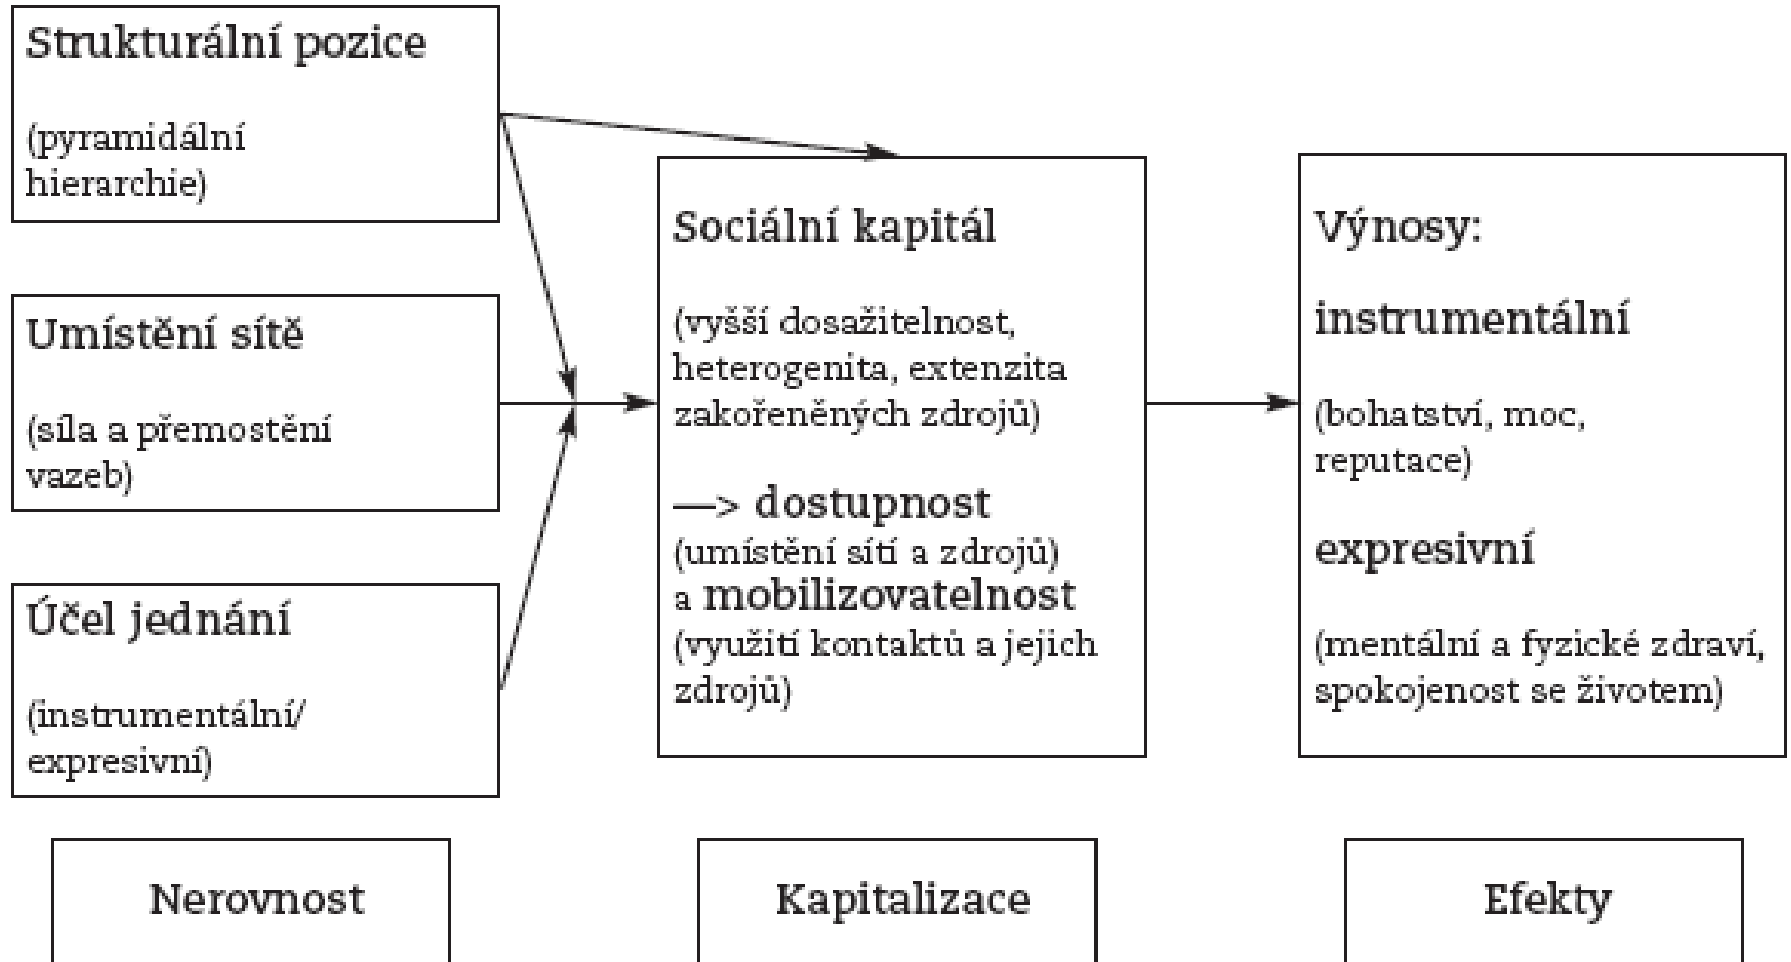 Strukturální pozice
(pyramidální
hierarchie)
Umístění sítě
(síla a přemostění
vazeb)
Účel jednání
(instrumentální/
expresivní)
Sociální kapitál
(vyšší dosažitelnost,
heterogenita, extenzita
zakořeněných zdrojů)
—> dostupnost
(umístění sítí a zdrojů)
a mobilizovatelnost
(využití kontaktů a jejich
zdrojů)
Výnosy:
instrumentální
(bohatství, moc,
reputace)
expresivní
(mentální a fyzické zdraví,
spokojenost se životem)
Nerovnost
Kapitalizace
Efekty